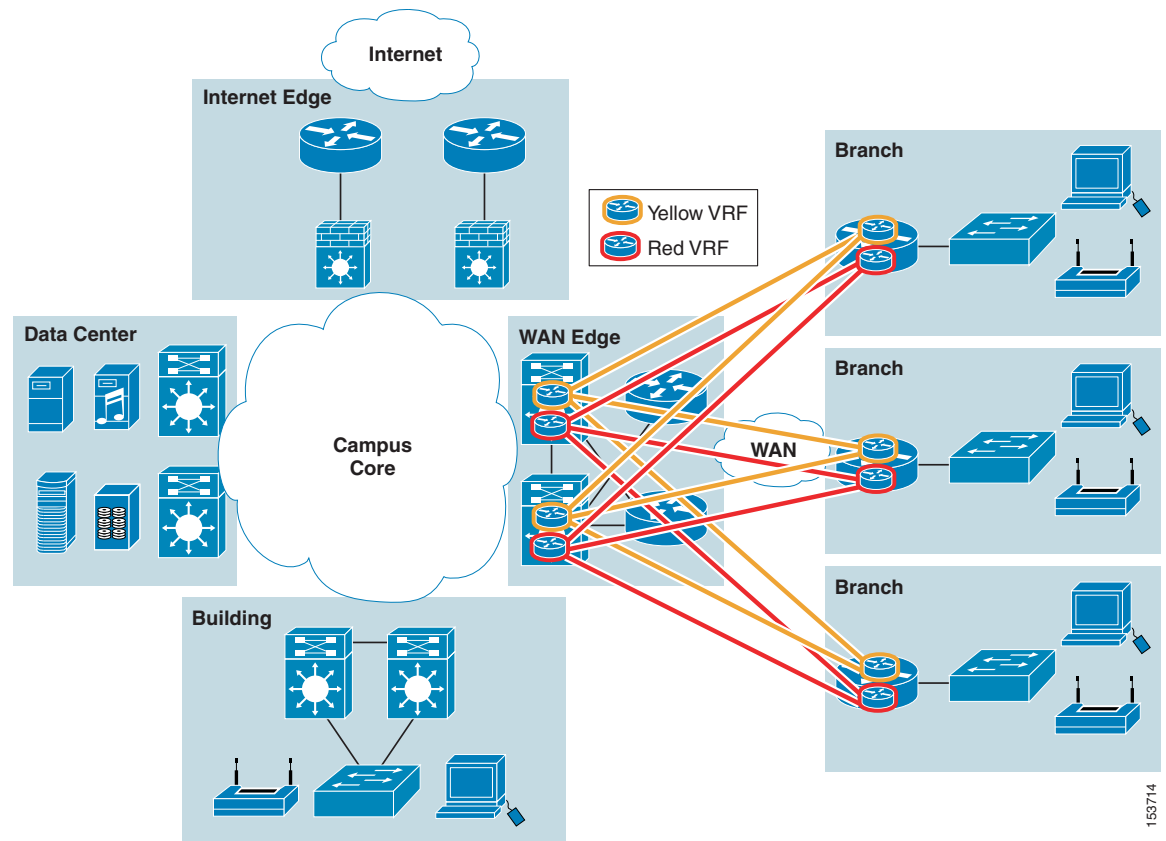 Internet
Internet Edge
Yellow VRF
Red VRF
Branch
Data Center
WAN Edge
Branch
Campus
Core
WAN
Branch
Building
153714